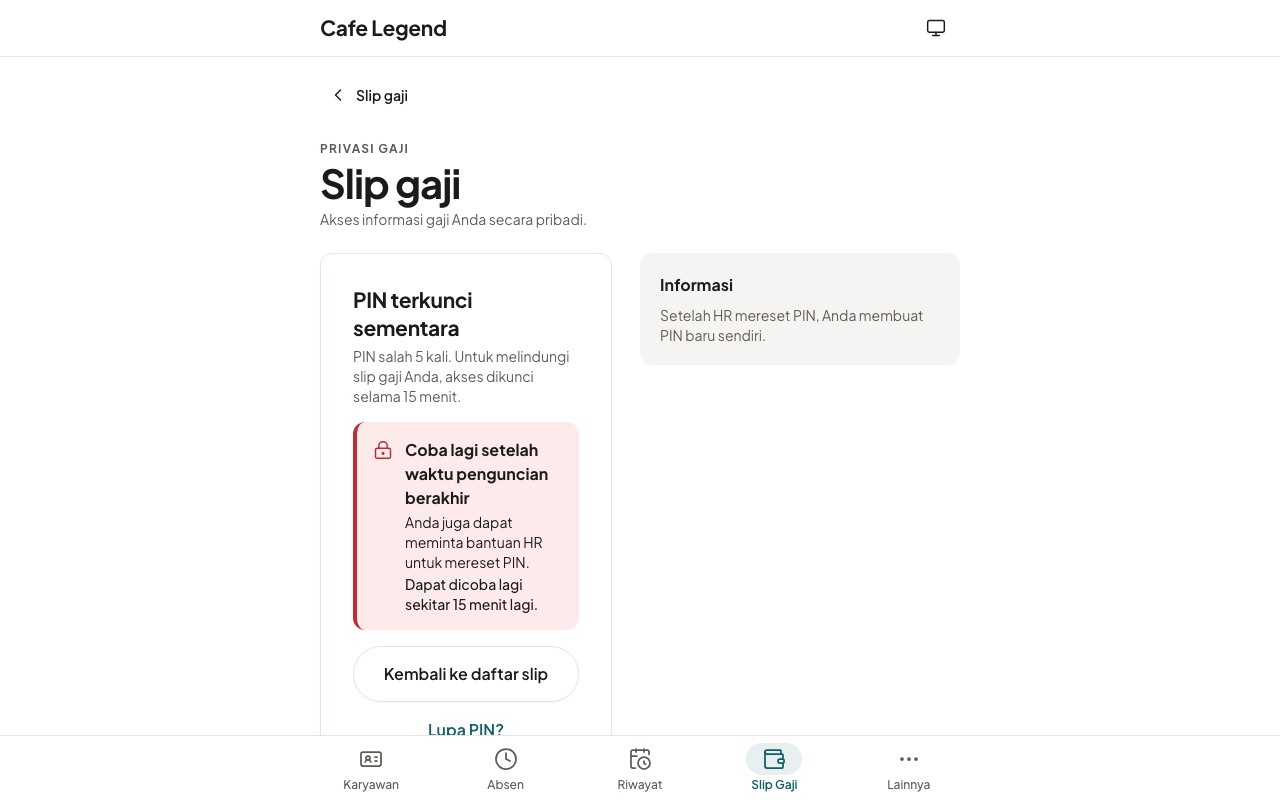 Cafe Legend
Slip gaji
PRIVASI GAJI
Slip gaji
Akses informasi gaji Anda secara pribadi.
PIN terkunci
sementara
PIN salah 5 kali. Untuk melindungi
slip gaji Anda, akses dikunci
selama 15 menit.
Coba lagi setelah
waktu penguncian
berakhir
Anda juga dapat
meminta bantuan HR
untuk mereset PIN.
Dapat dicoba lagi
sekitar 15 menit lagi.
Kembali ke daftar slip
Lupa PIN?
Informasi
Setelah HR mereset PIN, Anda membuat
PIN baru sendiri.
Karyawan
Absen
Riwayat
Slip Gaji
Lainnya